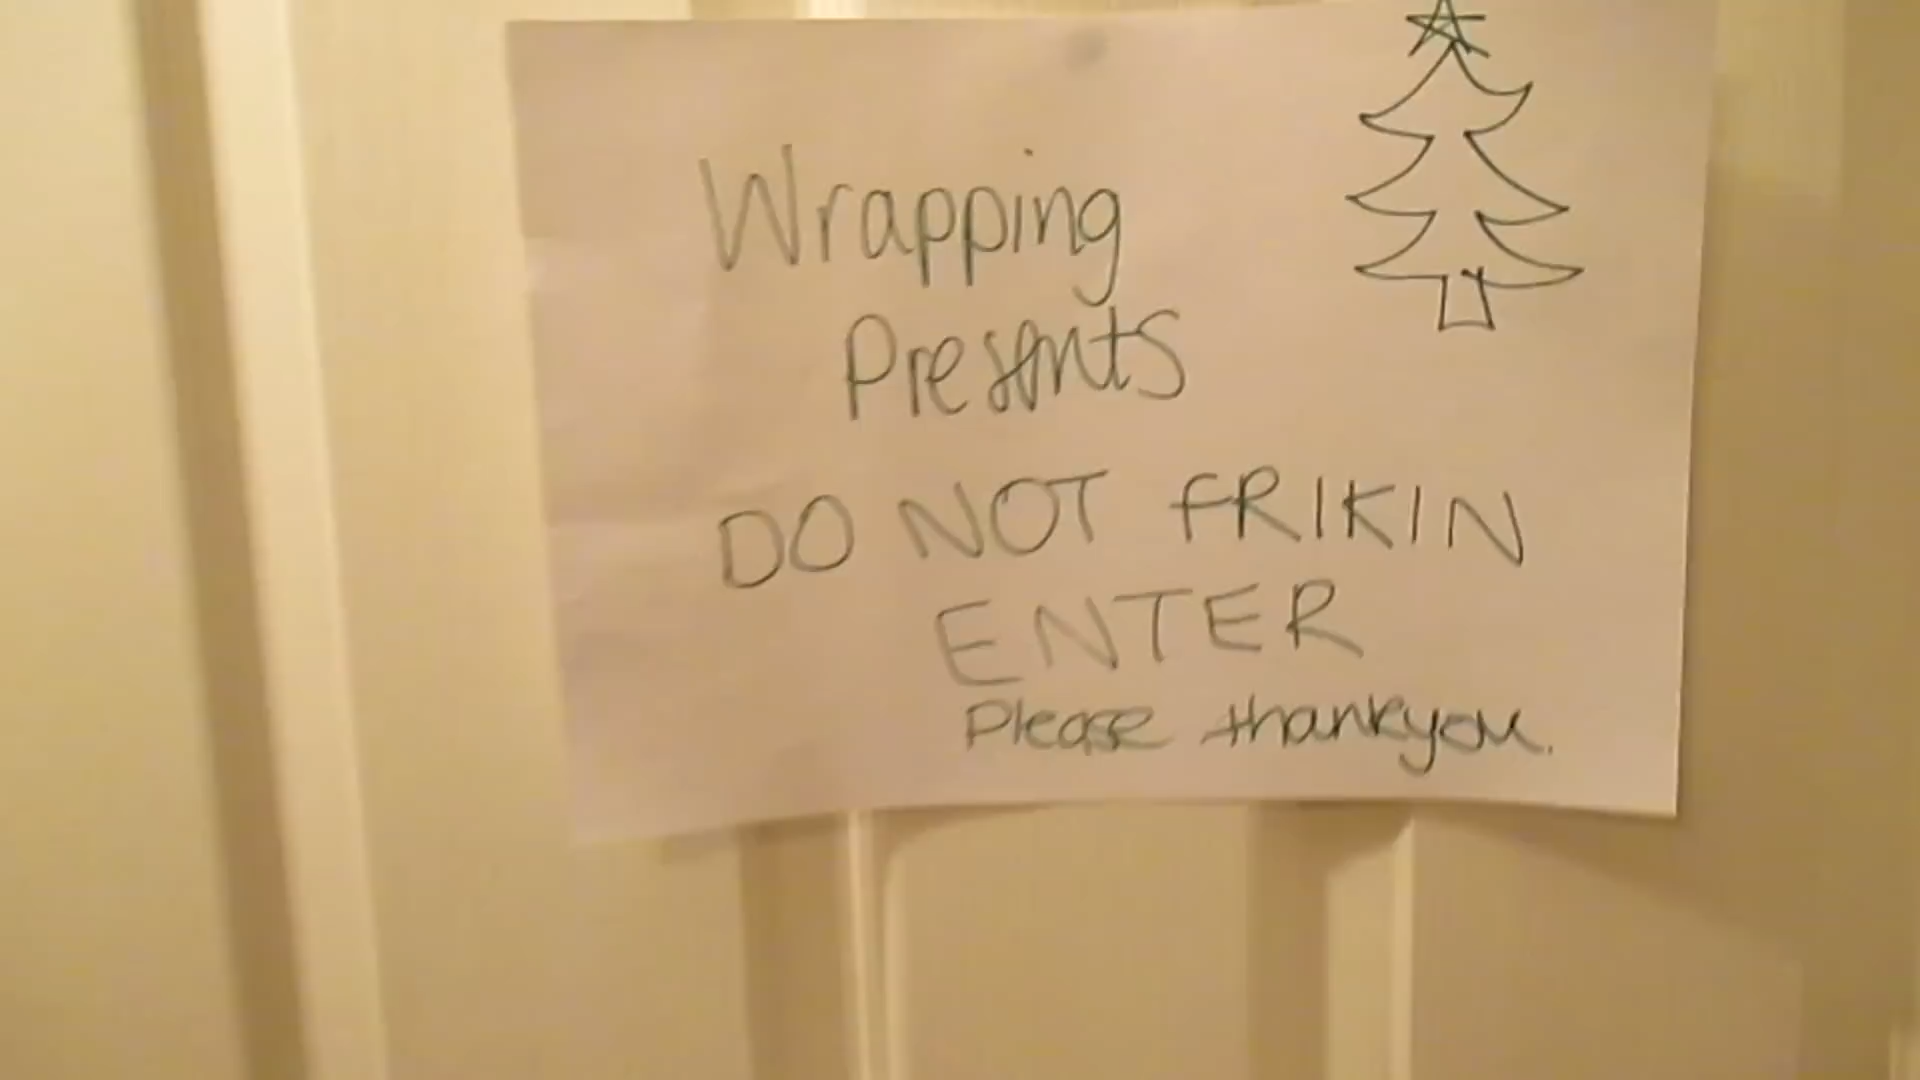 Wrapping
Presents
DO NOT FRIKIN
ENTER
Please thankyou.